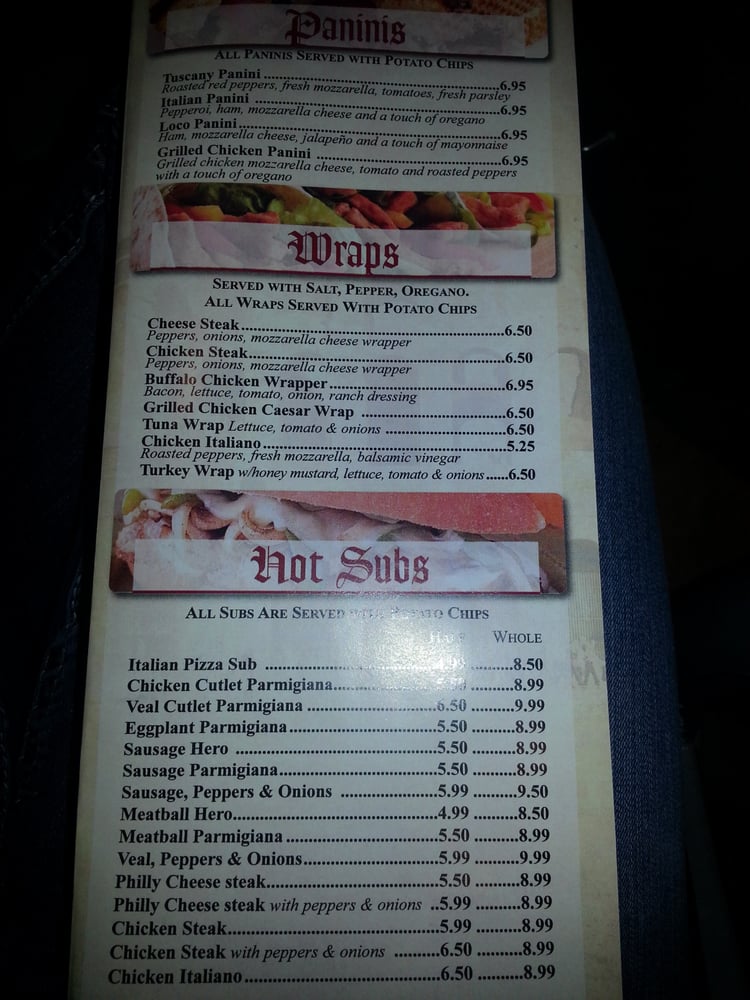 Paninis
All Paninis Served with Potato Chips
Tuscany Panini..........6.95
Roasted red peppers, fresh mozzarella, tomatoes, fresh parsley
Italian Panini ..........6.95
Pepperoi, ham, mozzarella cheese and a touch of oregano
Loco Panini..........6.95
Ham, mozzarella cheese, jalapeño and a touch of mayonnaise
Grilled Chicken Panini ..........6.95
Grilled chicken mozzarella cheese, tomato and roasted peppers
with a touch of oregano
Wraps
Served with Salt, Pepper, Oregano.
All Wraps Served With Potato Chips
Cheese Steak..........6.50
Peppers, onions, mozzarella cheese wrapper
Chicken Steak..........6.50
Peppers, onions, mozzarella cheese wrapper
Buffalo Chicken Wrapper..........6.95
Bacon, lettuce, tomato, onion, ranch dressing
Grilled Chicken Caesar Wrap ..........6.50
Tuna Wrap Lettuce, tomato & onions ..........6.50
Chicken Italiano..........5.25
Roasted peppers, fresh mozzarella, balsamic vinegar
Turkey Wrap w/honey mustard, lettuce, tomato & onions......6.50
Hot Subs
All Subs Are Served with Potato Chips
Half Whole
Italian Pizza Sub ..........4.99 ..........8.50
Chicken Cutlet Parmigiana.......... ..........8.99
Veal Cutlet Parmigiana ..........6.50 ..........9.99
Eggplant Parmigiana..........5.50 ..........8.99
Sausage Hero ..........5.50 ..........8.99
Sausage Parmigiana..........5.50 ..........8.99
Sausage, Peppers & Onions ..........5.99 ..........9.50
Meatball Hero..........4.99 ..........8.50
Meatball Parmigiana ..........5.50 ..........8.99
Veal, Peppers & Onions..........5.99 ..........9.99
Philly Cheese steak..........5.50 ..........8.99
Philly Cheese steak with peppers & onions ..5.99 ..........8.99
Chicken Steak..........5.99 ..........8.99
Chicken Steak with peppers & onions ..........6.50 ..........8.99
Chicken Italiano..........6.50 ..........8.99